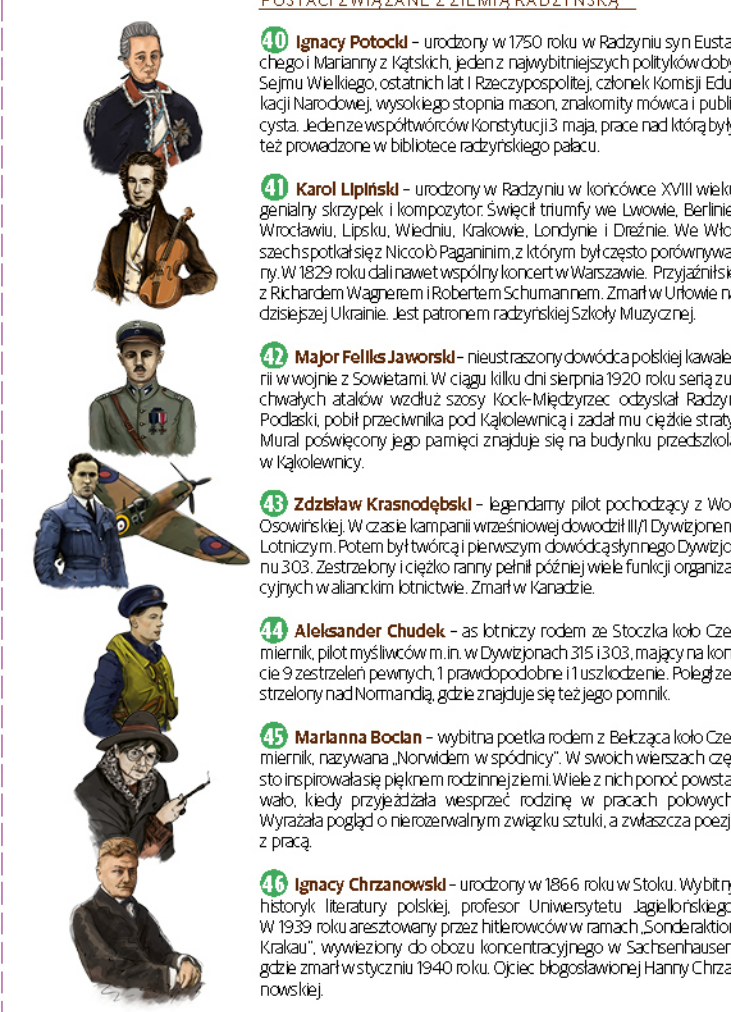 POSTACI ZWIĄZANE Z ZIEMIĄ RADZYŃSKĄ
40 Ignacy Potocki – urodzony w 1750 roku w Radzyniu syn Eusta
chego i Marianny z Kątskich, jeden z najwybitniejszych polityków doby
Sejmu Wielkiego, ostatnich lat I Rzeczypospolitej, członek Komisji Edu
kacji Narodowej, wysokiego stopnia mason, znakomity mówca i publi
cysta. Jeden ze współtwórców Konstytucji 3 maja, prace nad którą były
też prowadzone w bibliotece radzyńskiego pałacu.
41 Karol Lipiński – urodzony w Radzyniu w końcówce XVIII wieku
genialny skrzypek i kompozytor. Święcił triumfy we Lwowie, Berlinie
Wrocławiu, Lipsku, Wiedniu, Krakowie, Londynie i Dreźnie. We Wło
szech spotkał się z Niccolò Paganinim, z którym był często porównywa
ny. W 1829 roku dali nawet wspólny koncert w Warszawie. Przyjaźnił się
z Richardem Wagnerem i Robertem Schumannem. Zmarł w Urłowie na
dzisiejszej Ukrainie. Jest patronem radzyńskiej Szkoły Muzycznej.
42 Major Feliks Jaworski – nieustraszony dowódca polskiej kawale
rii w wojnie z Sowietami. W ciągu kilku dni sierpnia 1920 roku serią zu
chwałych ataków wzdłuż szosy Kock–Międzyrzec odzyskał Radzyń
Podlaski, pobił przeciwnika pod Kąkolewnicą i zadał mu ciężkie straty
Mural poświęcony jego pamięci znajduje się na budynku przedszkola
w Kąkolewnicy.
43 Zdzisław Krasnodębski – legendarny pilot pochodzący z Wo
Osowińskiej. W czasie kampanii wrześniowej dowodził III/1 Dywizjonem
Lotniczym. Potem był twórcą i pierwszym dowódcą słynnego Dywizjo
nu 303. Zestrzelony i ciężko ranny pełnił później wiele funkcji organiza
cyjnych w alianckim lotnictwie. Zmarł w Kanadzie.
44 Aleksander Chudek – as lotniczy rodem ze Stoczka koło Cze
miernik, pilot myśliwców m.in. w Dywizjonach 315 i 303, mający na kon
cie 9 zestrzeleń pewnych, 1 prawdopodobne i 1 uszkodzenie. Poległ ze
strzelony nad Normandią, gdzie znajduje się też jego pomnik.
45 Marianna Bocian – wybitna poetka rodem z Bełcząca koło Cze
miernik, nazywana „Norwidem w spódnicy”. W swoich wierszach czę
sto inspirowała się pięknem rodzinnej ziemi. Wiele z nich ponoć powsta
wało, kiedy przyjeżdżała wesprzeć rodzinę w pracach polowych
Wyrażała pogląd o nierozerwalnym związku sztuki, a zwłaszcza poezj
z pracą.
46 Ignacy Chrzanowski – urodzony w 1866 roku w Stoku. Wybitny
historyk literatury polskiej, profesor Uniwersytetu Jagiellońskiego
W 1939 roku aresztowany przez hitlerowców w ramach „Sonderaktion
Krakau”, wywieziony do obozu koncentracyjnego w Sachsenhausen
gdzie zmarł w styczniu 1940 roku. Ojciec błogosławionej Hanny Chrza
nowskiej.